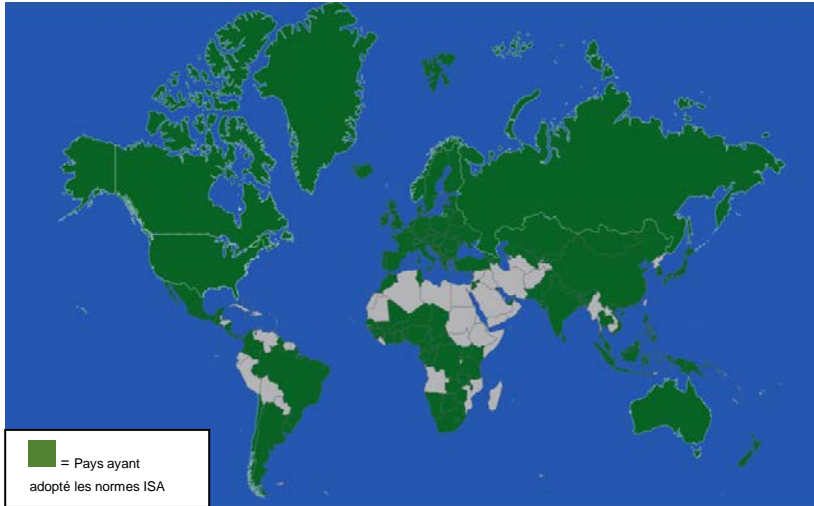 = Pays ayant
adopté les normes ISA